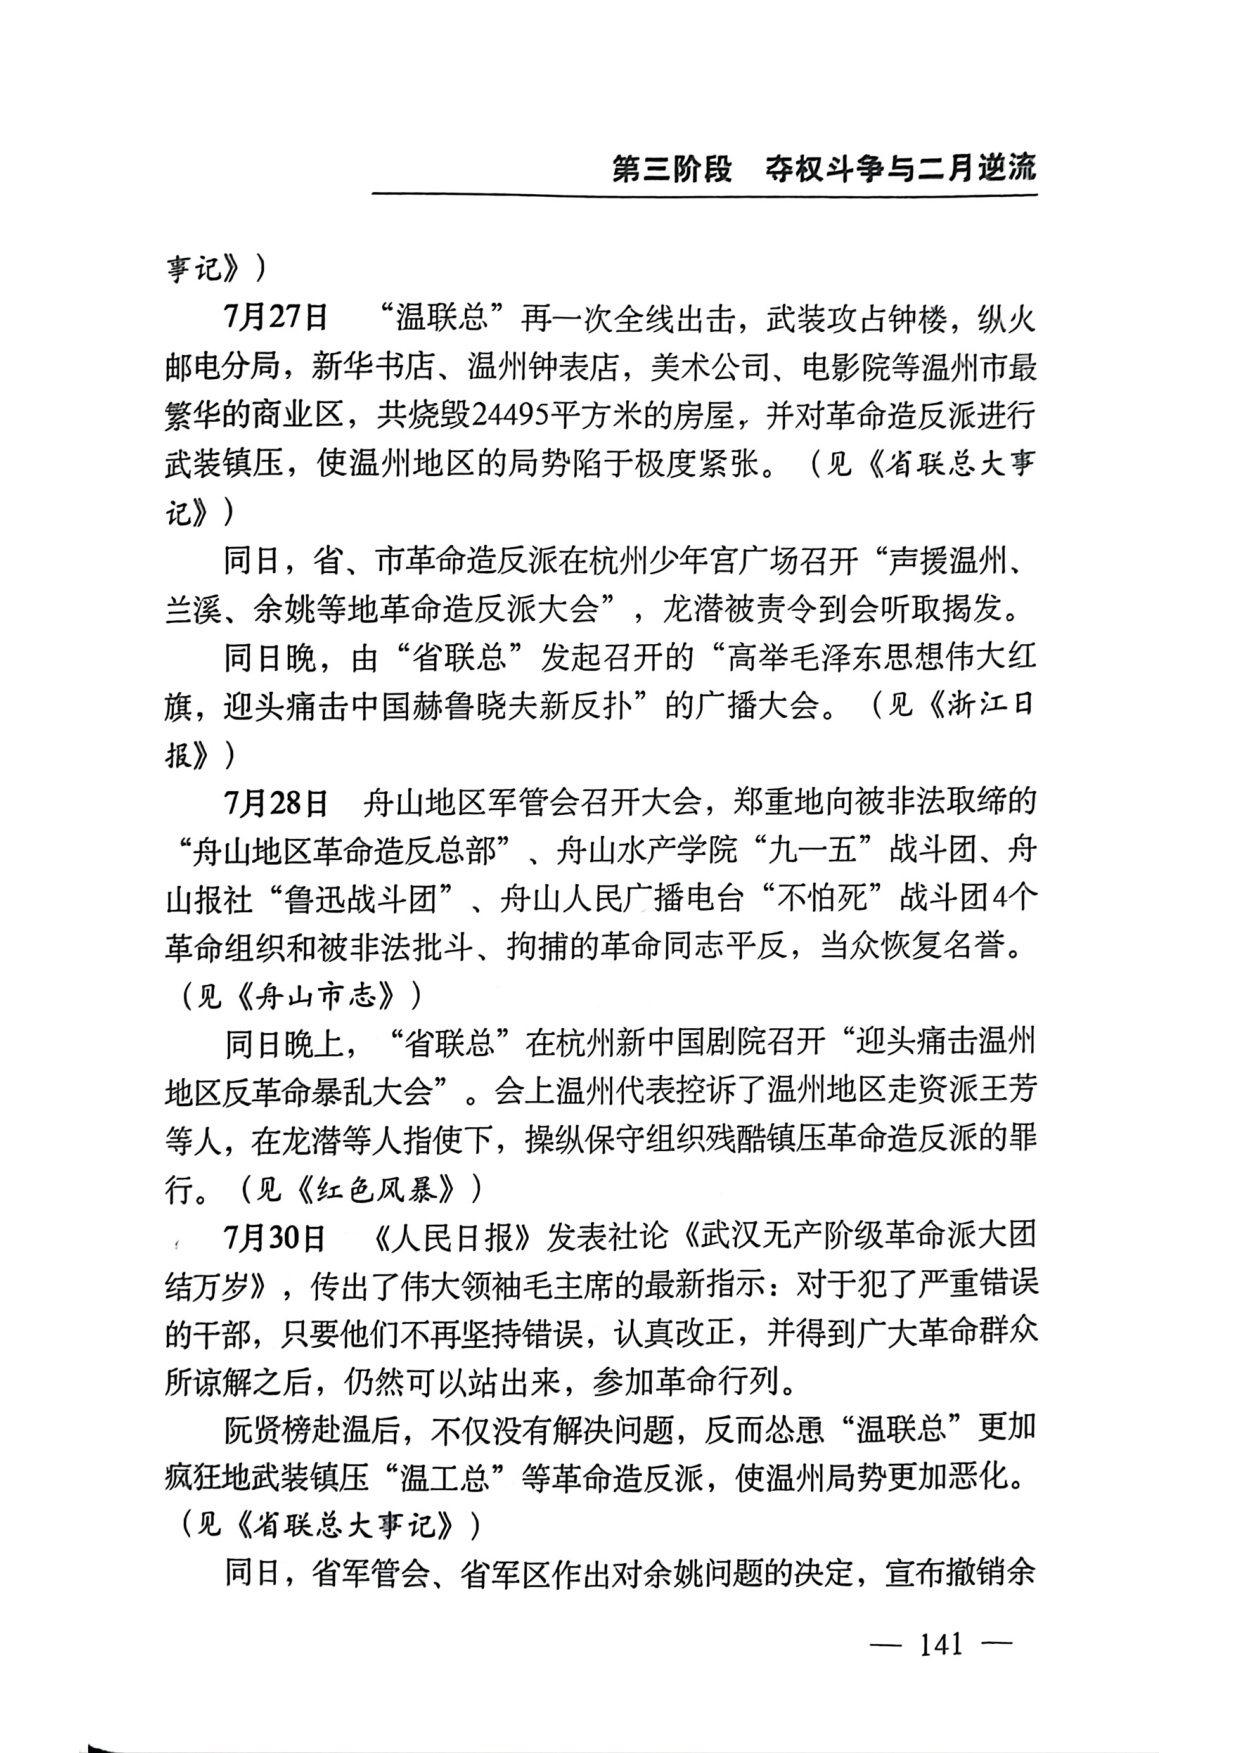 第三阶段　夺权斗争与二月逆流
事记》）
7月27日　“温联总”再一次全线出击，武装攻占钟楼，纵火
邮电分局，新华书店、温州钟表店，美术公司、电影院等温州市最
繁华的商业区，共烧毁24495平方米的房屋，并对革命造反派进行
武装镇压，使温州地区的局势陷于极度紧张。（见《省联总大事
记》）
同日，省、市革命造反派在杭州少年宫广场召开“声援温州、
兰溪、余姚等地革命造反派大会”，龙潜被责令到会听取揭发。
同日晚，由“省联总”发起召开的“高举毛泽东思想伟大红
旗，迎头痛击中国赫鲁晓夫新反扑”的广播大会。（见《浙江日
报》）
7月28日　舟山地区军管会召开大会，郑重地向被非法取缔的
“舟山地区革命造反总部”、舟山水产学院“九一五”战斗团、舟
山报社“鲁迅战斗团”、舟山人民广播电台“不怕死”战斗团4个
革命组织和被非法批斗、拘捕的革命同志平反，当众恢复名誉。
（见《舟山市志》）
同日晚上，“省联总”在杭州新中国剧院召开“迎头痛击温州
地区反革命暴乱大会”。会上温州代表控诉了温州地区走资派王芳
等人，在龙潜等人指使下，操纵保守组织残酷镇压革命造反派的罪
行。（见《红色风暴》）
7月30日　《人民日报》发表社论《武汉无产阶级革命派大团
结万岁》，传出了伟大领袖毛主席的最新指示：对于犯了严重错误
的干部，只要他们不再坚持错误，认真改正，并得到广大革命群众
所谅解之后，仍然可以站出来，参加革命行列。
阮贤榜赴温后，不仅没有解决问题，反而怂恿“温联总”更加
疯狂地武装镇压“温工总”等革命造反派，使温州局势更加恶化。
（见《省联总大事记》）
同日，省军管会、省军区作出对余姚问题的决定，宣布撤销余
— 141 —